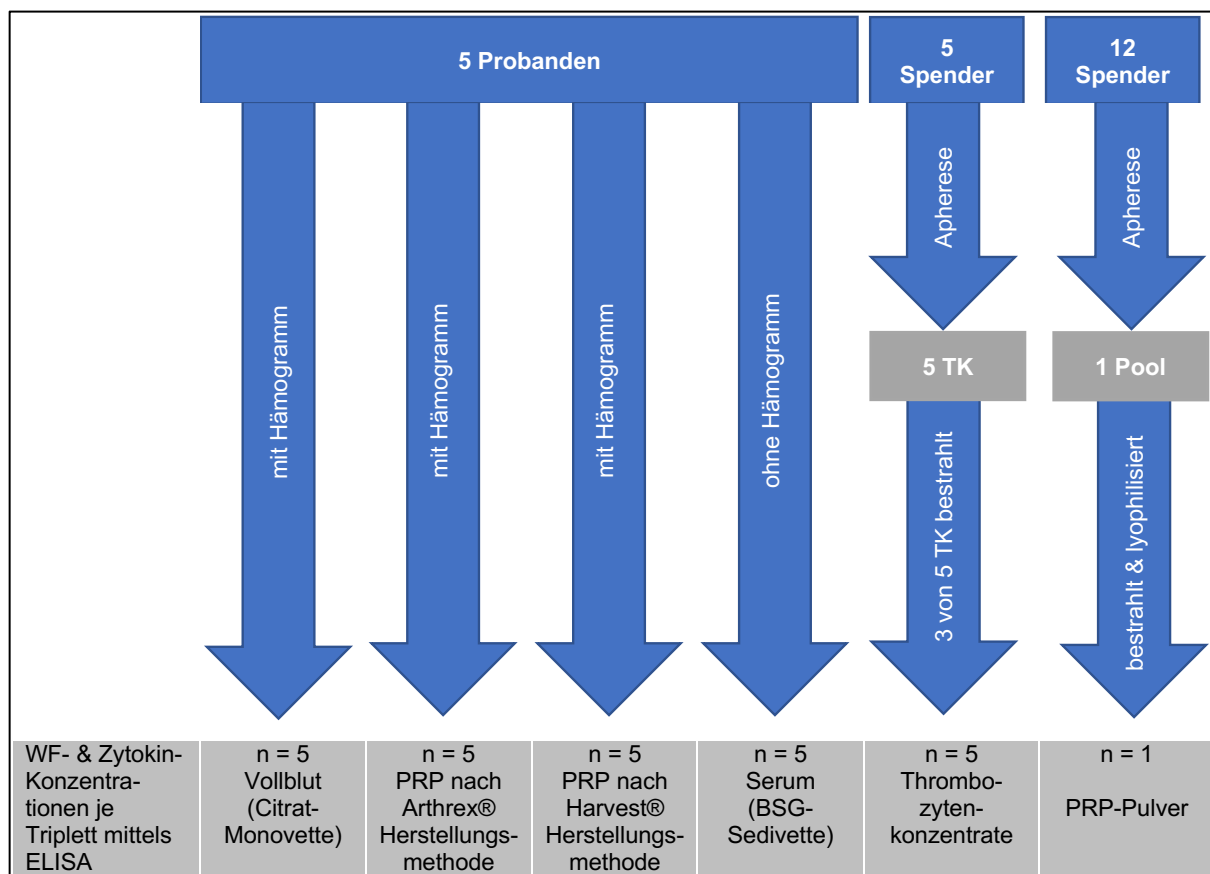 5 Probanden
5
Spender
12
Spender
mit Hämogramm
mit Hämogramm
mit Hämogramm
ohne Hämogramm
Apherese
Apherese
5 TK
1 Pool
3 von 5 TK bestrahlt
bestrahlt & lyophilisiert
WF- & Zytokin-
Konzentra-
tionen je
Triplett mittels
ELISA
n = 5
Vollblut
(Citrat-
Monovette)
n = 5
PRP nach
Arthrex®
Herstellungs-
methode
n = 5
PRP nach
Harvest®
Herstellungs-
methode
n = 5
Serum
(BSG-
Sedivette)
n = 5
Thrombo-
zyten-
konzentrate
n = 1
PRP-Pulver